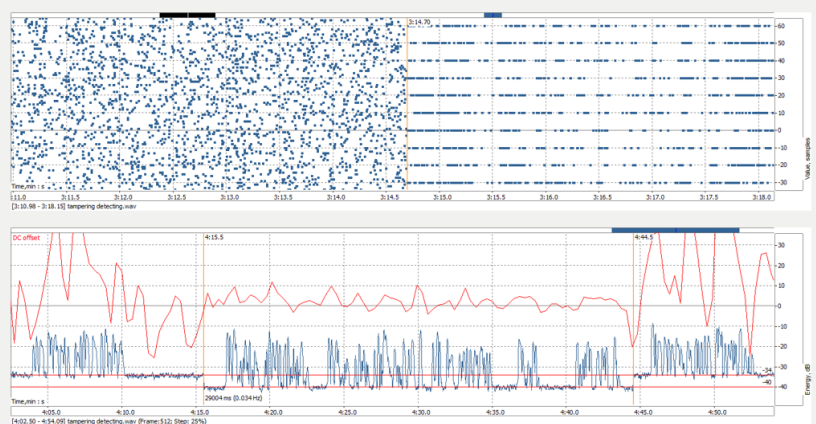 3:14.70
60
50
40
30
20
10
0
-10
-20
-30
Value, samples
Time,min : s
:11.0 3:11.5 3:12.0 3:12.5 3:13.0 3:13.5 3:14.0 3:14.5 3:15.0 3:15.5 3:16.0 3:16.5 3:17.0 3:17.5 3:18.0
[3:10.98 - 3:18.15] tampering detecting.wav
DC offset 4:15.5 4:44.5
30
20
10
0
-10
-20
-30
-34
-40
-40
Energy, dB
29004 ms (0.034 Hz)
Time,min : s
4:05.0 4:10.0 4:15.0 4:20.0 4:25.0 4:30.0 4:35.0 4:40.0 4:45.0 4:50.0
[4:02.50 - 4:54.09] tampering detecting.wav (Frame:512; Step: 25%)